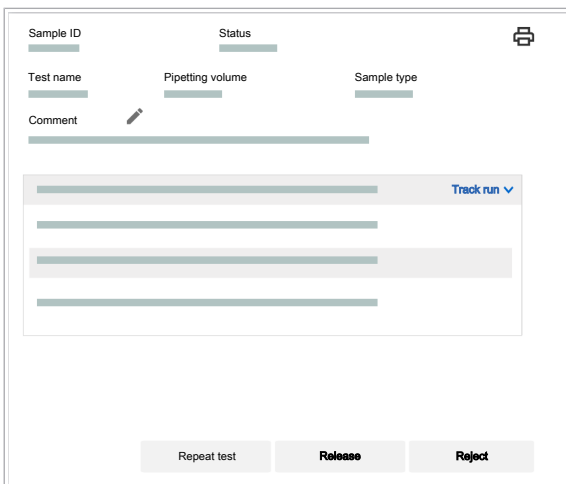 Sample ID Status
Test name Pipetting volume Sample type
Comment
Track run
Repeat test Release Reject